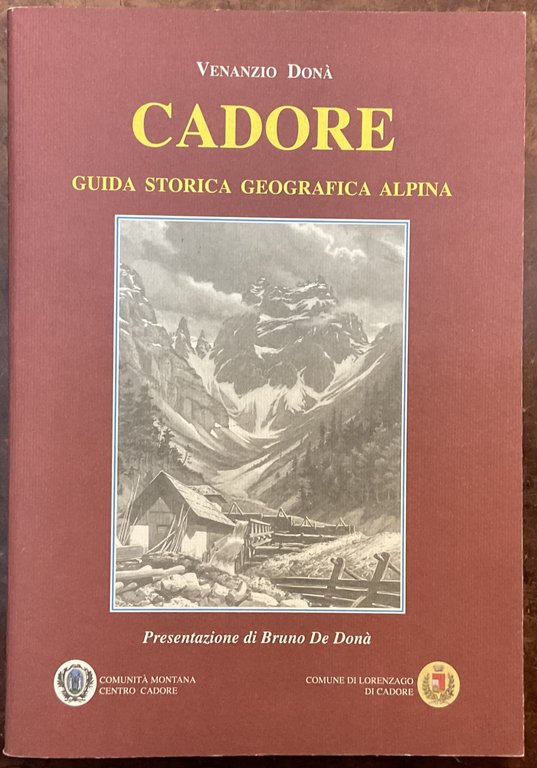 VENANZIO DONÀ
CADORE
GUIDA STORICA GEOGRAFICA ALPINA
Presentazione di Bruno De Donà
COMUNITÀ MONTANA
CENTRO CADORE
COMUNE DI LORENZAGO
DI CADORE